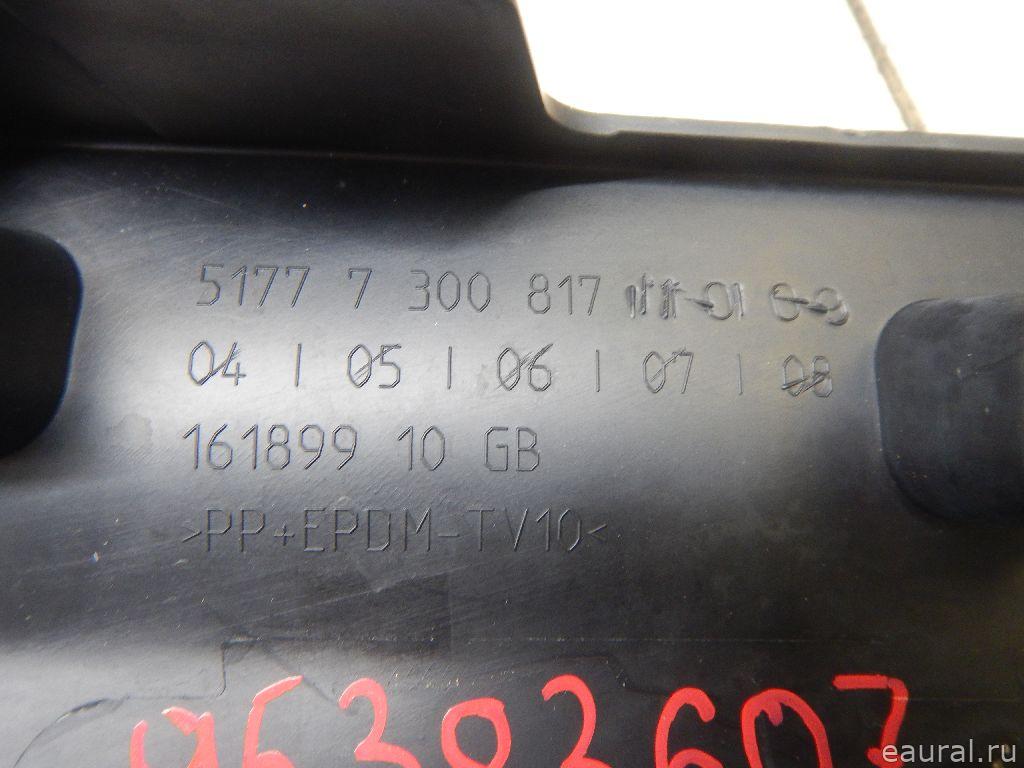 5177 7 300 817
04 | 05 | 06 | 07 | 08
161899 10 GB
>PP+EPDM-TV10<
eaural.ru